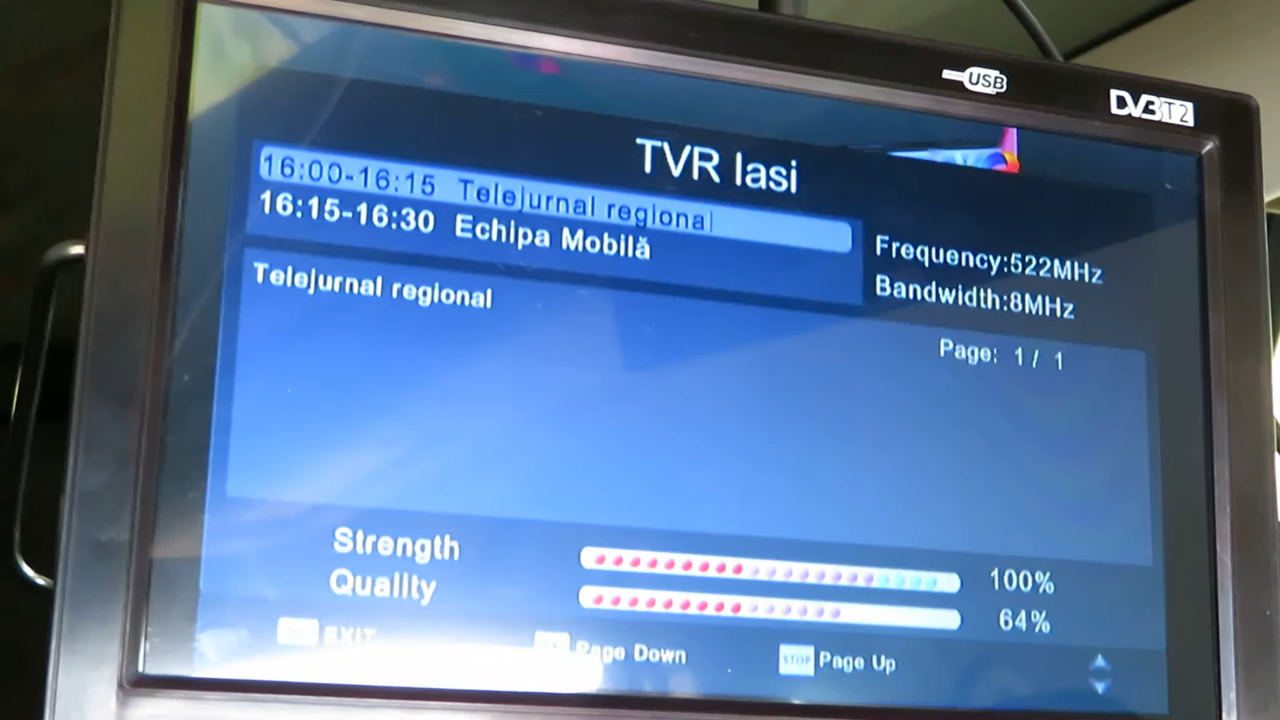 USB
DVB T2
TVR Iasi
16:00-16:15 Telejurnal regional
16:15-16:30 Echipa Mobilă
Frequency:522MHz
Bandwidth:8MHz
Telejurnal regional
Page: 1 / 1
Strength 100%
Quality 64%
EXIT
Page Down
STOP Page Up